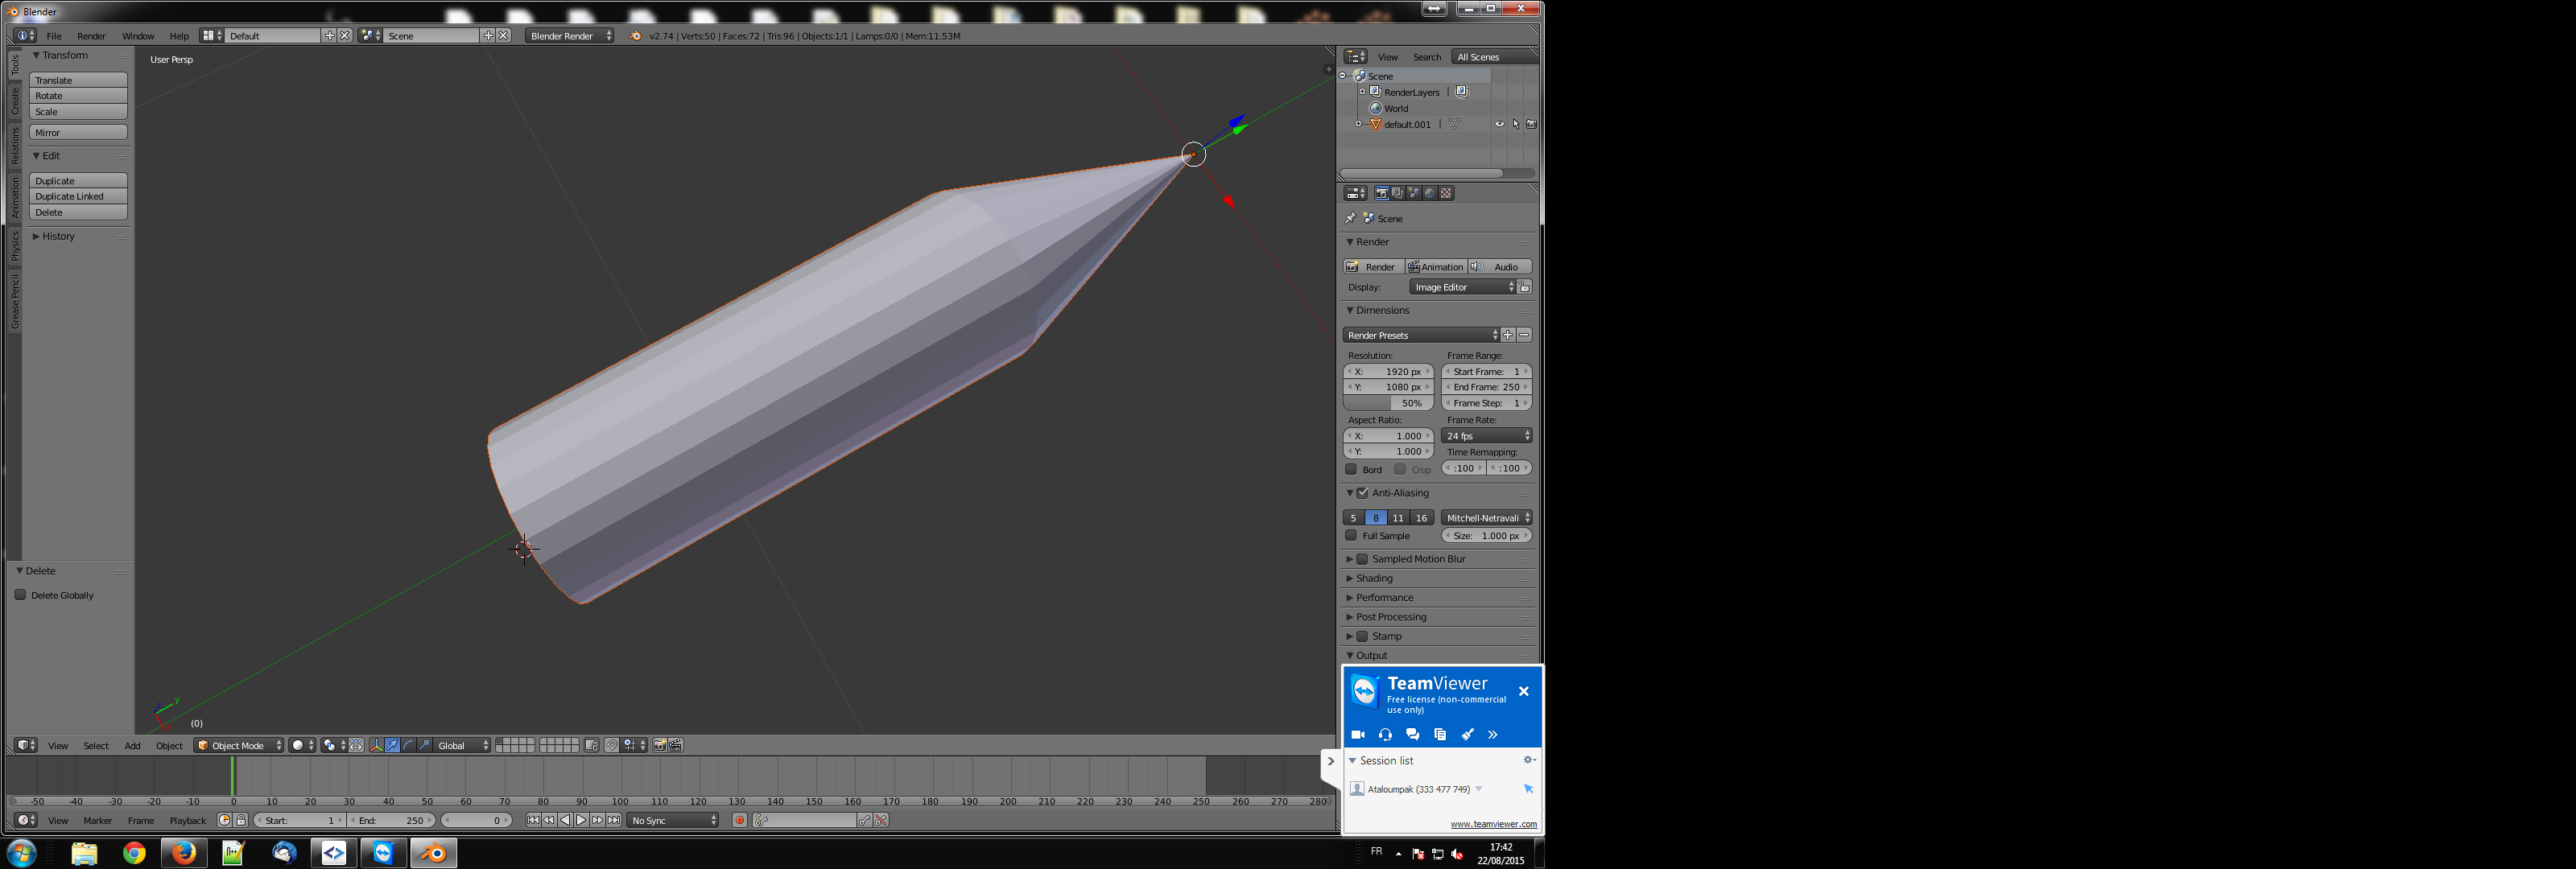 Blender
File Render Window Help Default Scene Blender Render v2.74 | Verts:50 | Faces:72 | Tris:96 | Objects:1/1 | Lamps:0/0 | Mem:11.53M
Tools
Create
Relations
Animation
Physics
Grease Pencil
Transform
Translate
Rotate
Scale
Mirror
Edit
Duplicate
Duplicate Linked
Delete
History
Delete
Delete Globally
User Persp
y
(0)
View Select Add Object Object Mode Global
-50 -40 -30 -20 -10 0 10 20 30 40 50 60 70 80 90 100 110 120 130 140 150 160 170 180 190 200 210 220 230 240 250 260 270 280
View Marker Frame Playback Start: 1 End: 250 0 No Sync
View Search All Scenes
Scene
RenderLayers |
World
default.001 |
Scene
Render
Render Animation Audio
Display: Image Editor
Dimensions
Render Presets
Resolution: Frame Range:
X: 1920 px Start Frame: 1
Y: 1080 px End Frame: 250
50% Frame Step: 1
Aspect Ratio: Frame Rate:
X: 1.000 24 fps
Y: 1.000 Time Remapping:
Bord Crop :100 :100
Anti-Aliasing
5 8 11 16 Mitchell-Netravali
Full Sample Size: 1.000 px
Sampled Motion Blur
Shading
Performance
Post Processing
Stamp
Output
TeamViewer
Free license (non-commercial
use only)
Session list
Ataloumpak (333 477 749)
www.teamviewer.com
FR 17:42
22/08/2015